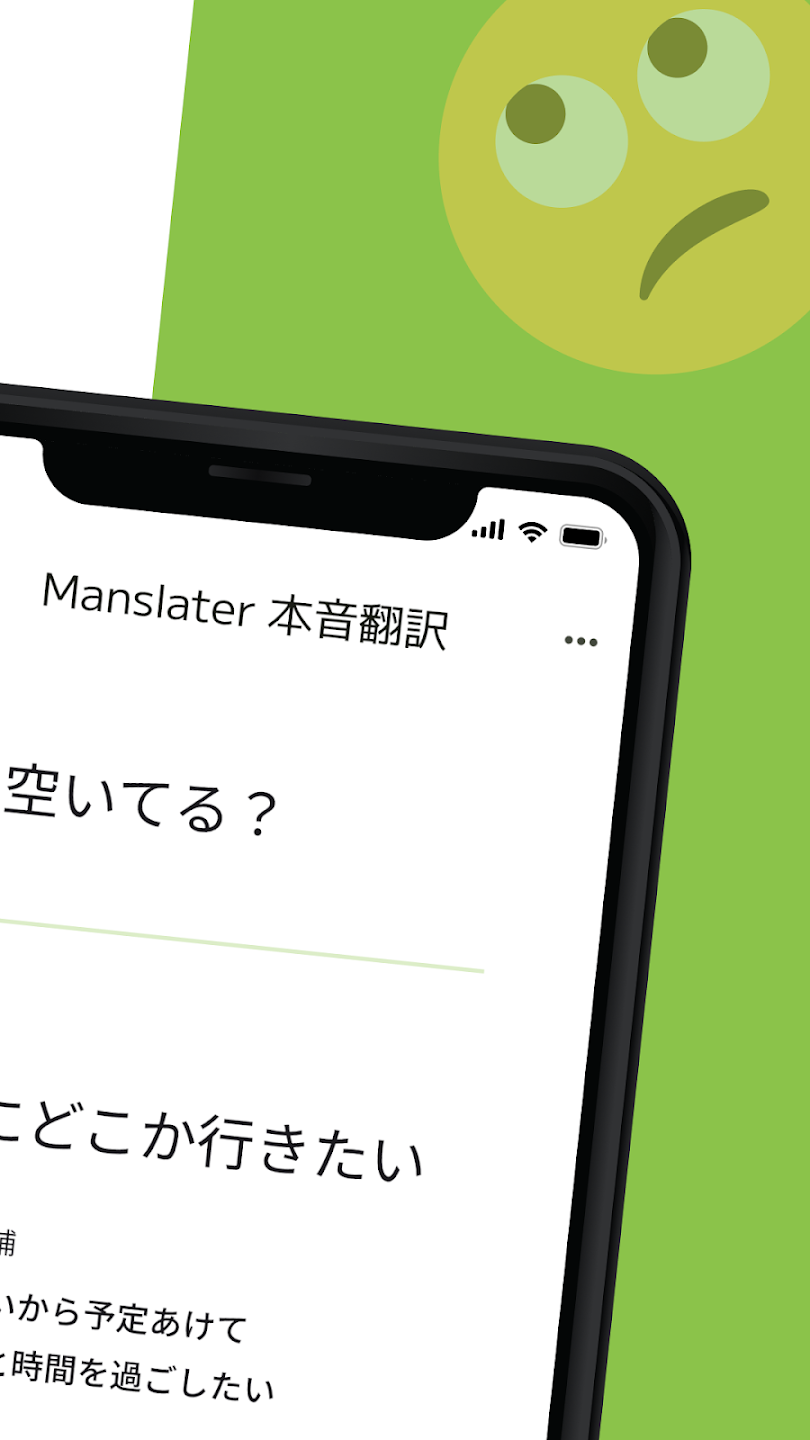 Manslater 本音翻訳
空いてる？
にどこか行きたい
補
いから予定あけて
と時間を過ごしたい